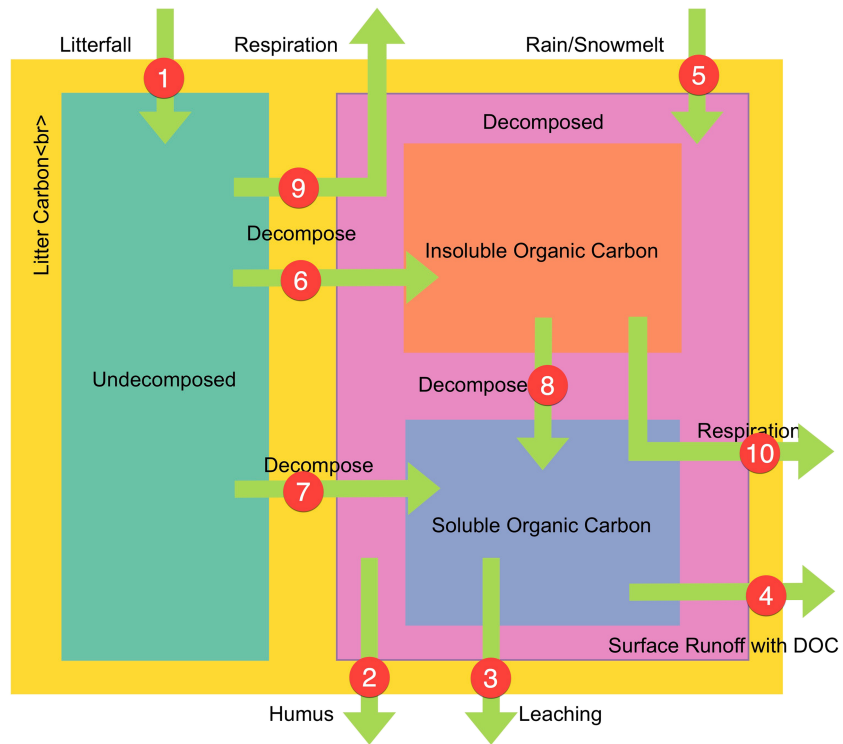 Litterfall
Respiration
Rain/Snowmelt
1
5
Litter Carbon<br>
Decomposed
9
Decompose
Insoluble Organic Carbon
6
Undecomposed
Decompose
8
Respiration
10
Decompose
7
Soluble Organic Carbon
4
Surface Runoff with DOC
2
3
Humus
Leaching